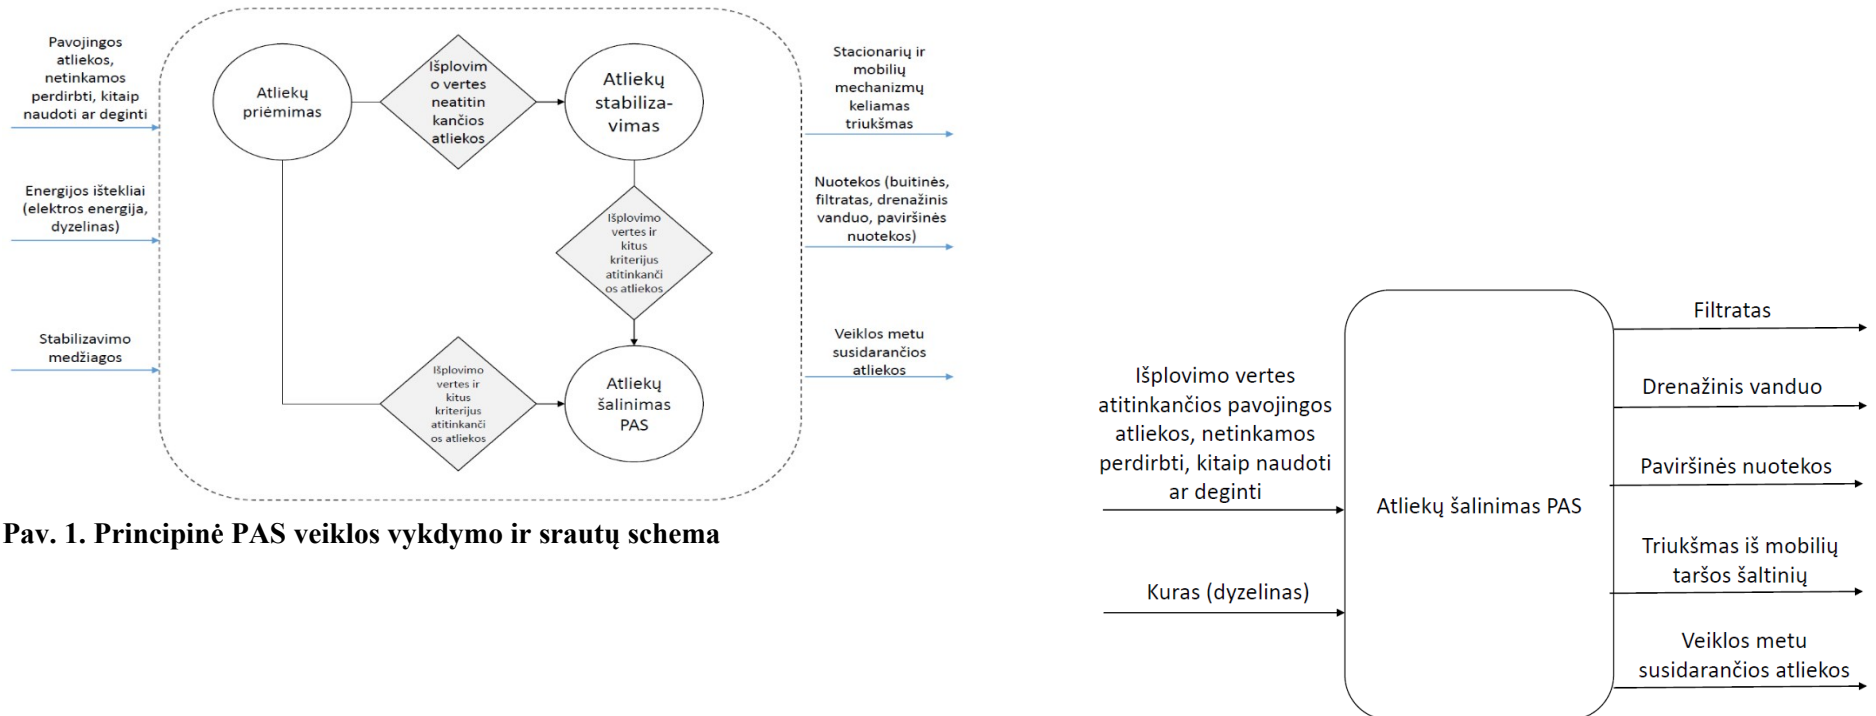 Pavojingos
atliekos,
netinkamos
perdirbti, kitaip
naudoti ar deginti
Energijos ištekliai
(elektros energija,
dyzelinas)
Stabilizavimo
medžiagos
Atliekų
priėmimas
Išplovim
o vertes
neatitin
kančios
atliekos
Atliekų
stabiliza-
vimas
Išplovimo
vertes ir
kitus
kriterijus
atitinkanči
os atliekos
Išplovimo
vertes ir
kitus
kriterijus
atitinkanči
os atliekos
Atliekų
šalinimas
PAS
Stacionarių ir
mobilių
mechanizmų
keliamas
triukšmas
Nuotekos (buitinės,
filtratas, drenažinis
vanduo, paviršinės
nuotekos)
Veiklos metu
susidarančios
atliekos
Pav. 1. Principinė PAS veiklos vykdymo ir srautų schema
Išplovimo vertes
atitinkančios pavojingos
atliekos, netinkamos
perdirbti, kitaip naudoti
ar deginti
Kuras (dyzelinas)
Atliekų šalinimas PAS
Filtratas
Drenažinis vanduo
Paviršinės nuotekos
Triukšmas iš mobilių
taršos šaltinių
Veiklos metu
susidarančios atliekos